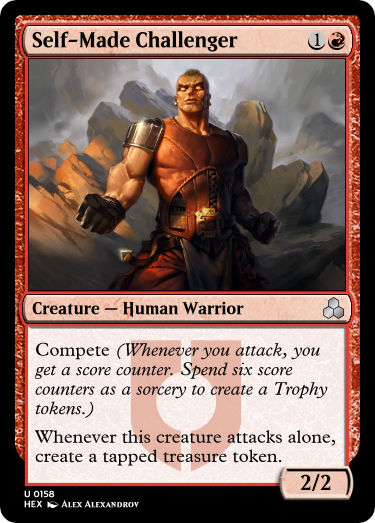 Self-Made Challenger 1
Creature — Human Warrior
Compete (Whenever you attack, you
get a score counter. Spend six score
counters as a sorcery to create a Trophy
tokens.)
Whenever this creature attacks alone,
create a tapped treasure token.
2/2
U 0158
HEX Alex Alexandrov